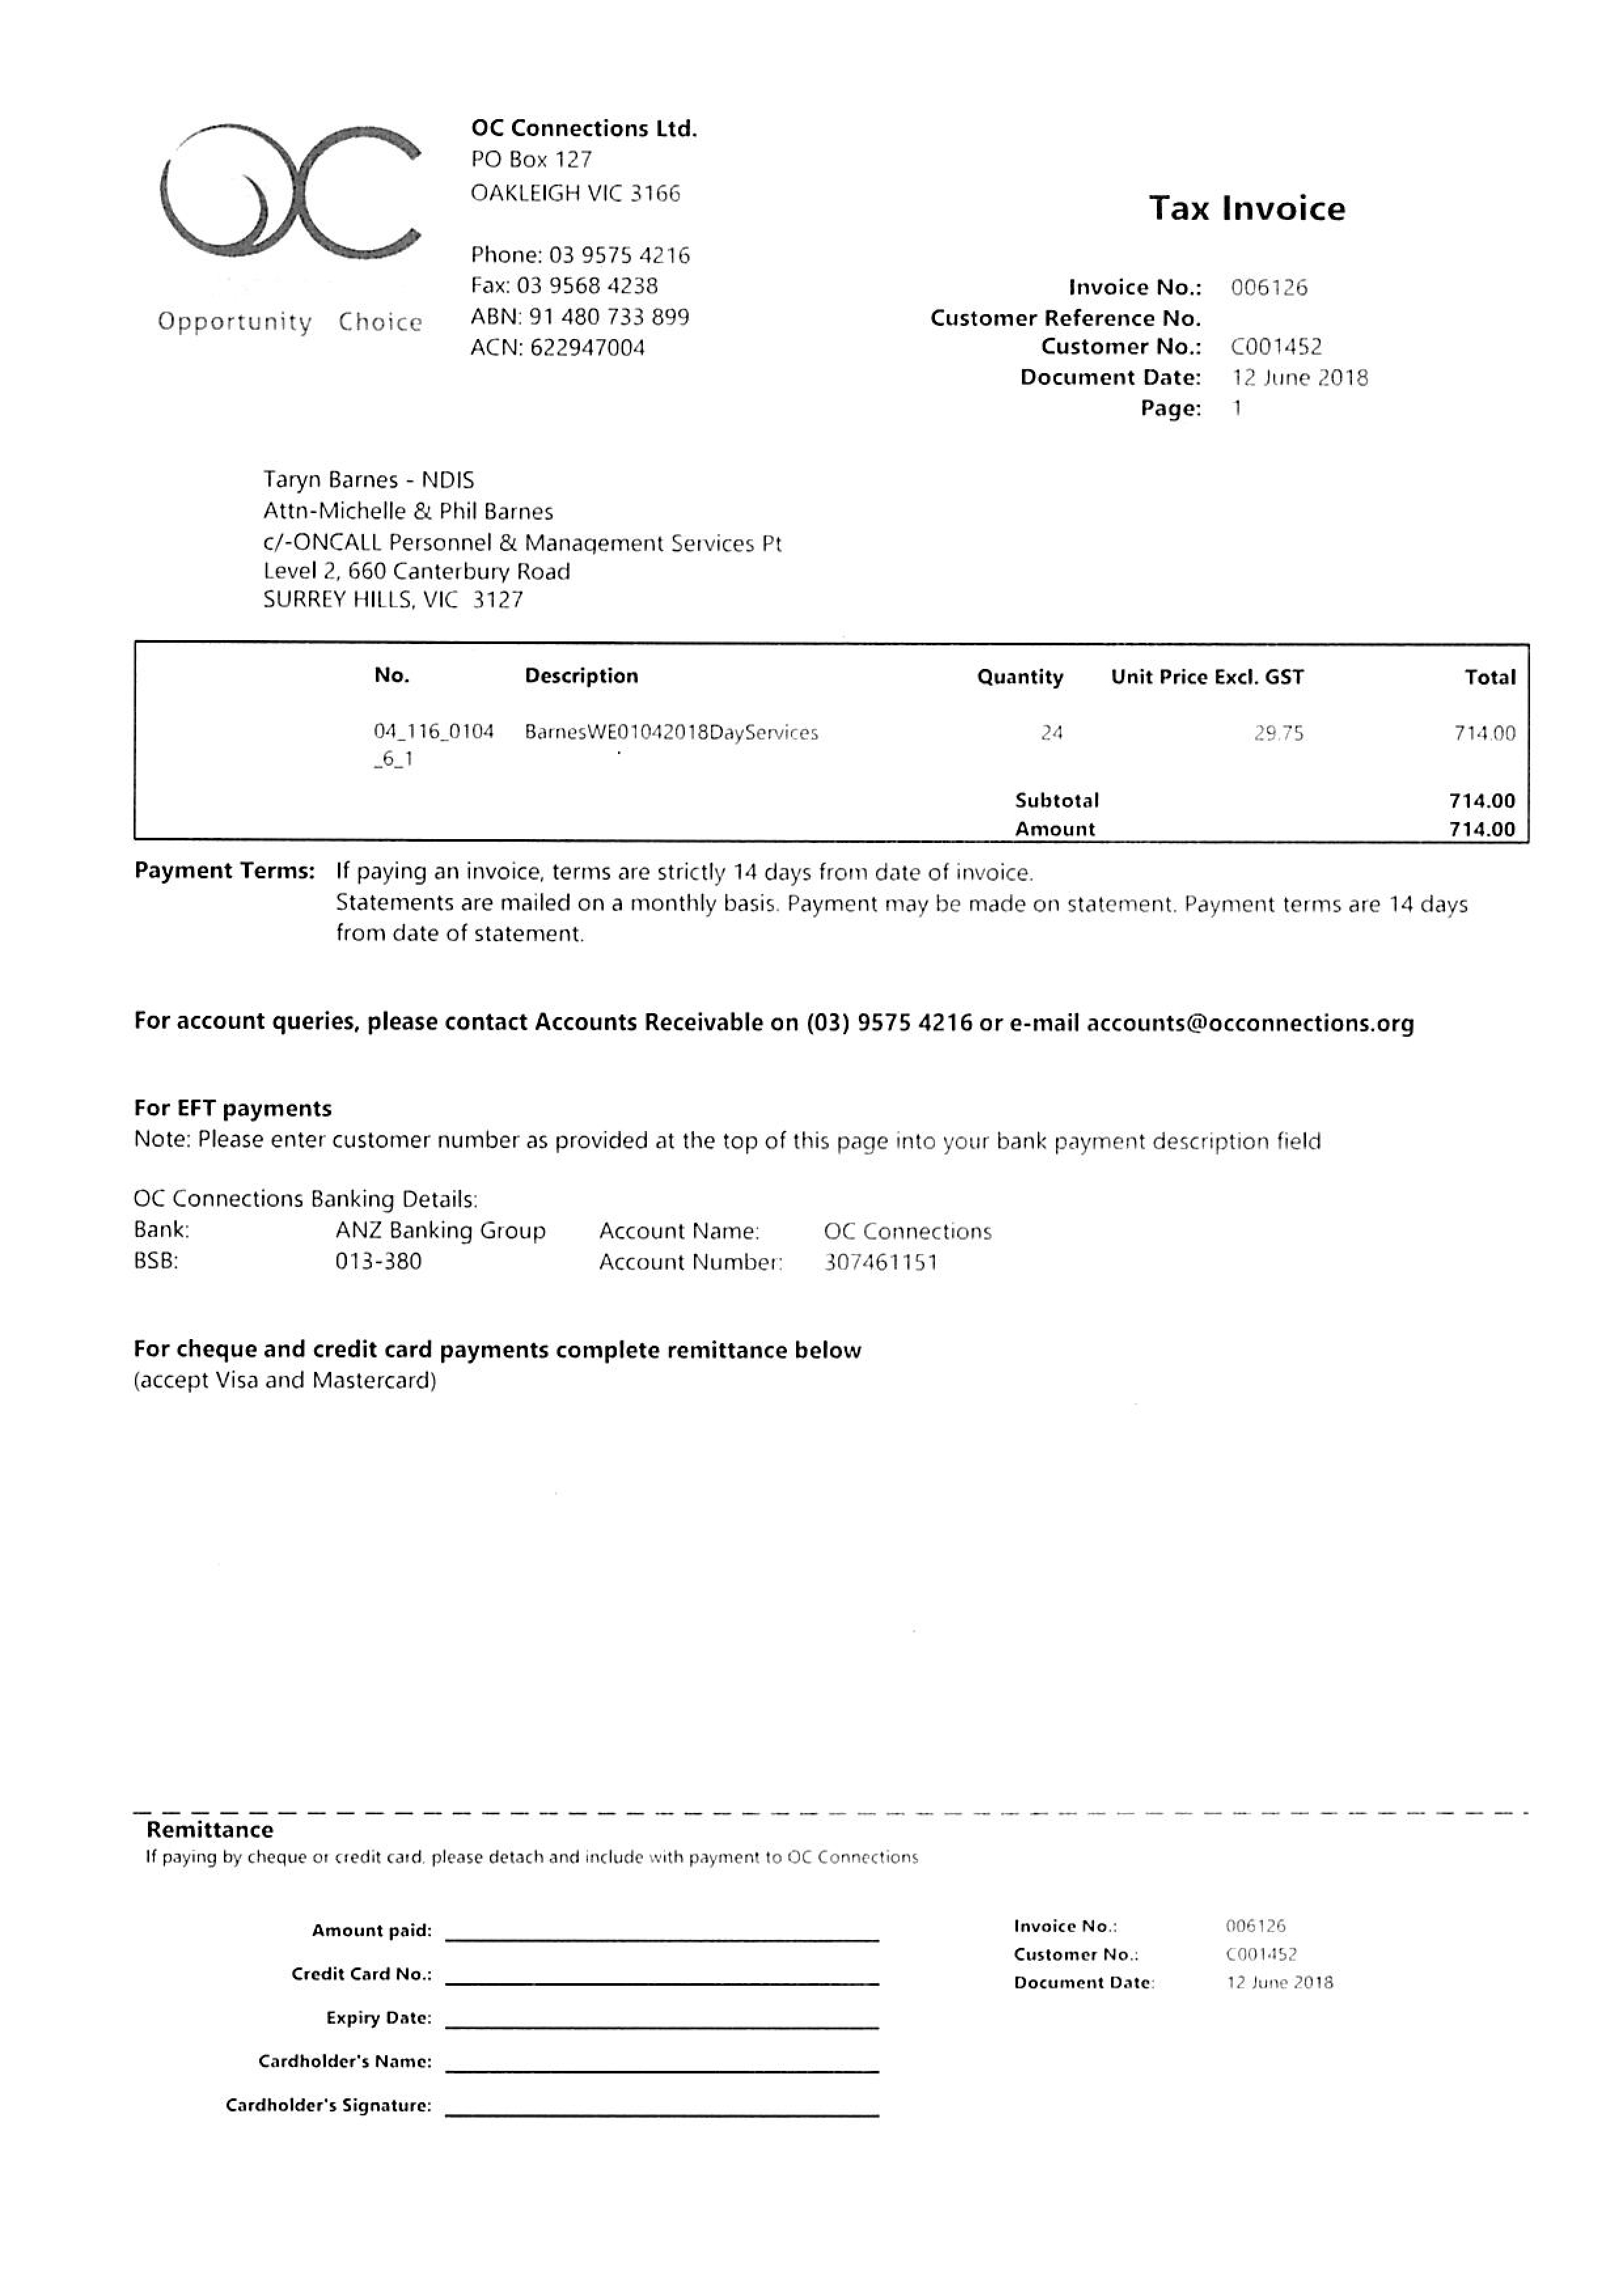 OC
Opportunity Choice
OC Connections Ltd.
PO Box 127
OAKLEIGH VIC 3166
Phone: 03 9575 4216
Fax: 03 9568 4238
ABN: 91 480 733 899
ACN: 622947004
Tax Invoice
Invoice No.: 006126
Customer Reference No.
Customer No.: C001452
Document Date: 12 June 2018
Page: 1
Taryn Barnes - NDIS
Attn-Michelle & Phil Barnes
c/-ONCALL Personnel & Management Services Pt
Level 2, 660 Canterbury Road
SURREY HILLS, VIC 3127
No. Description Quantity Unit Price Excl. GST Total
04_116_0104 BarnesWE01042018DayServices 24 29.75 714.00
_6_1
Subtotal 714.00
Amount 714.00
Payment Terms: If paying an invoice, terms are strictly 14 days from date of invoice.
Statements are mailed on a monthly basis. Payment may be made on statement. Payment terms are 14 days
from date of statement.
For account queries, please contact Accounts Receivable on (03) 9575 4216 or e-mail accounts@occonnections.org
For EFT payments
Note: Please enter customer number as provided at the top of this page into your bank payment description field
OC Connections Banking Details:
Bank: ANZ Banking Group Account Name: OC Connections
BSB: 013-380 Account Number: 307461151
For cheque and credit card payments complete remittance below
(accept Visa and Mastercard)
Remittance
If paying by cheque or credit card, please detach and include with payment to OC Connections
Amount paid:
Credit Card No.:
Expiry Date:
Cardholder's Name:
Cardholder's Signature:
Invoice No.: 006126
Customer No.: C001452
Document Date: 12 June 2018